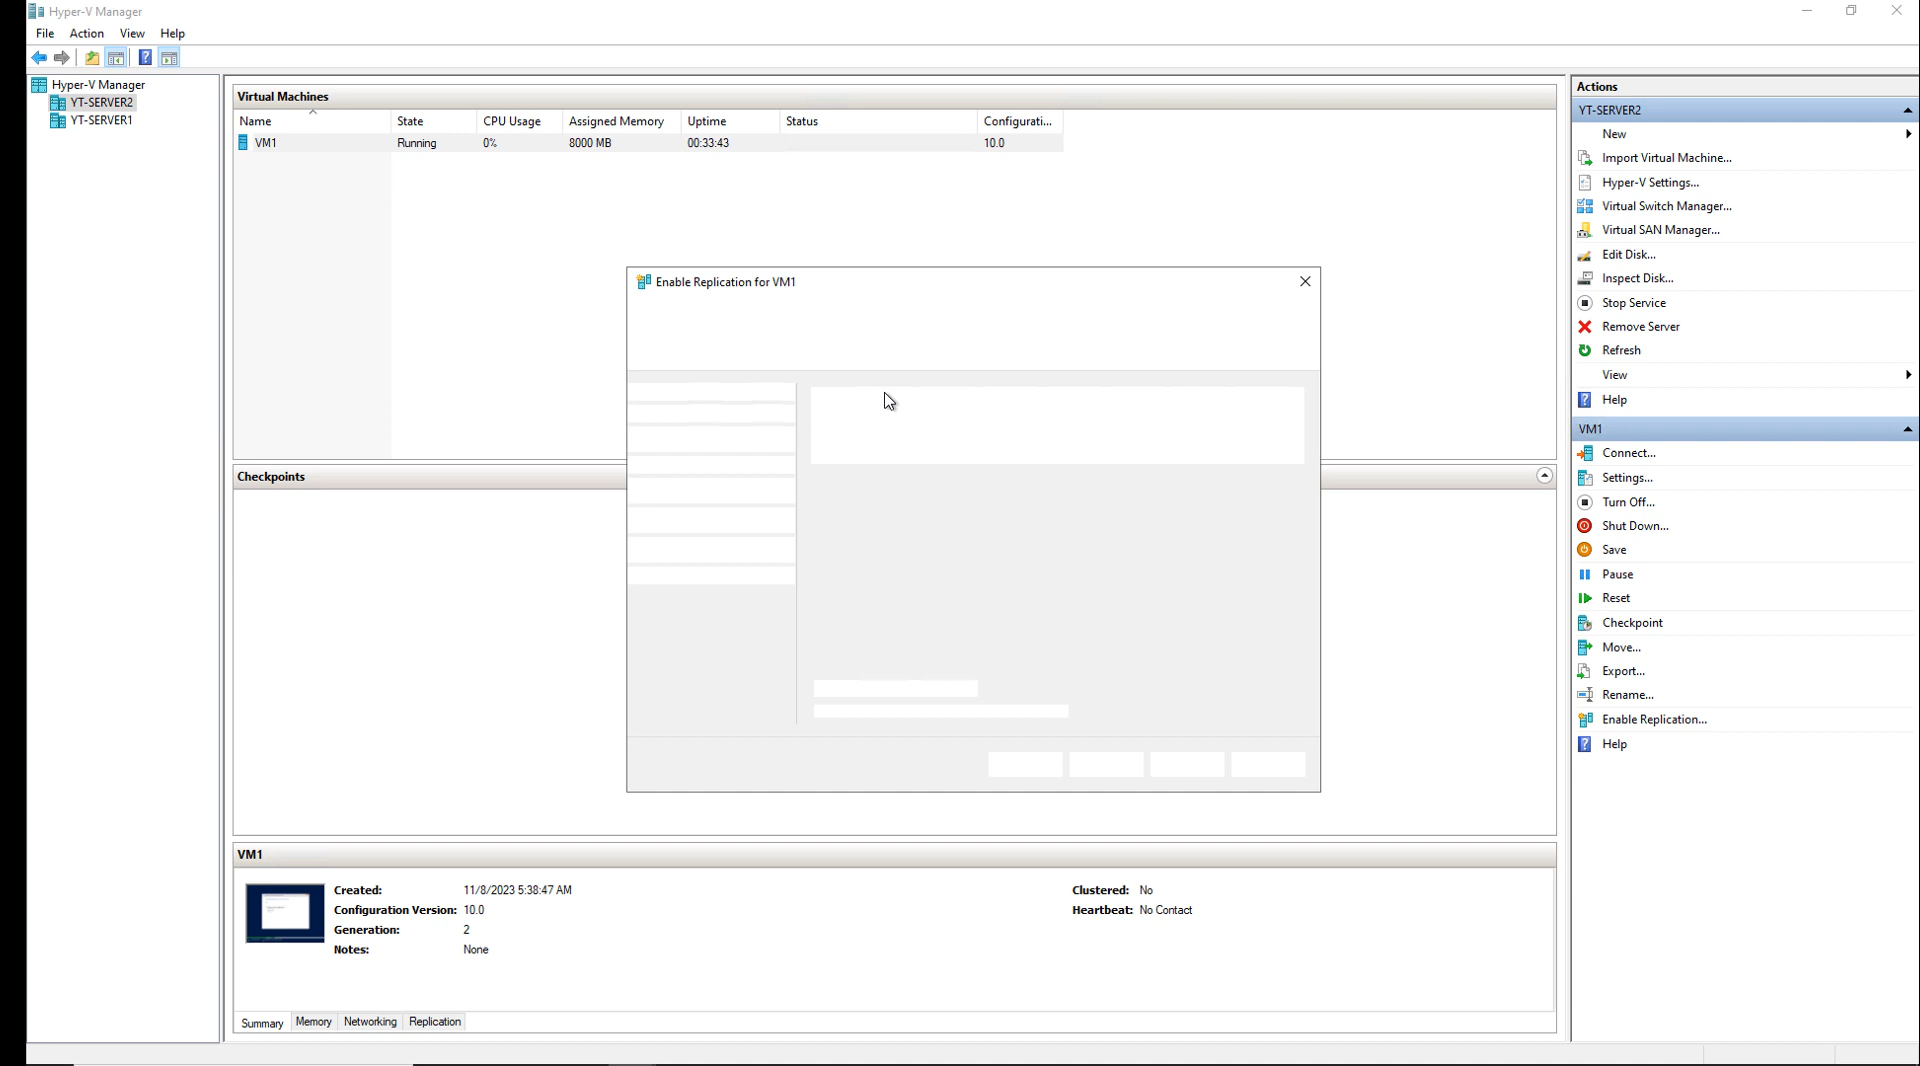 Hyper-V Manager
File Action View Help
Hyper-V Manager
YT-SERVER2
YT-SERVER1
Virtual Machines
Name State CPU Usage Assigned Memory Uptime Status Configurati...
VM1 Running 0% 8000 MB 00:33:43 10.0
Enable Replication for VM1
Checkpoints
VM1
Created: 11/8/2023 5:38:47 AM
Configuration Version: 10.0
Generation: 2
Notes: None
Clustered: No
Heartbeat: No Contact
Summary Memory Networking Replication
Actions
YT-SERVER2
New
Import Virtual Machine...
Hyper-V Settings...
Virtual Switch Manager...
Virtual SAN Manager...
Edit Disk...
Inspect Disk...
Stop Service
Remove Server
Refresh
View
Help
VM1
Connect...
Settings...
Turn Off...
Shut Down...
Save
Pause
Reset
Checkpoint
Move...
Export...
Rename...
Enable Replication...
Help